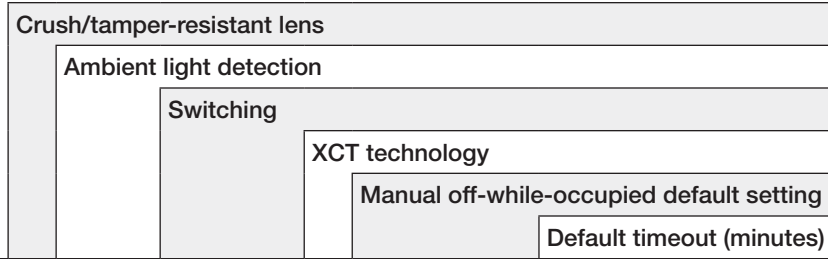 Crush/tamper-resistant lens
Ambient light detection
Switching
XCT technology
Manual off-while-occupied default setting
Default timeout (minutes)